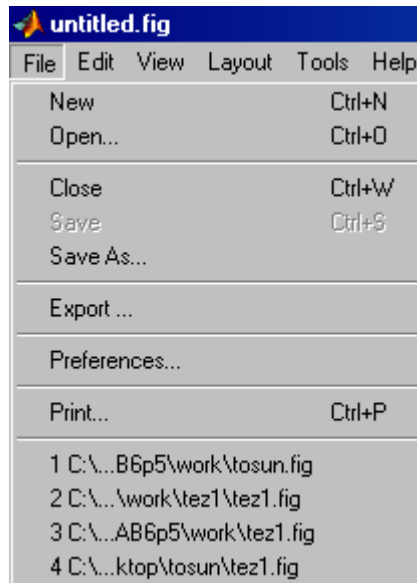 untitled.fig
File Edit View Layout Tools Help
New Ctrl+N
Open... Ctrl+O
Close Ctrl+W
Save Ctrl+S
Save As...
Export ...
Preferences...
Print... Ctrl+P
1 C:\...B6p5\work\tosun.fig
2 C:\...\work\tez1\tez1.fig
3 C:\...AB6p5\work\tez1.fig
4 C:\...ktop\tosun\tez1.fig